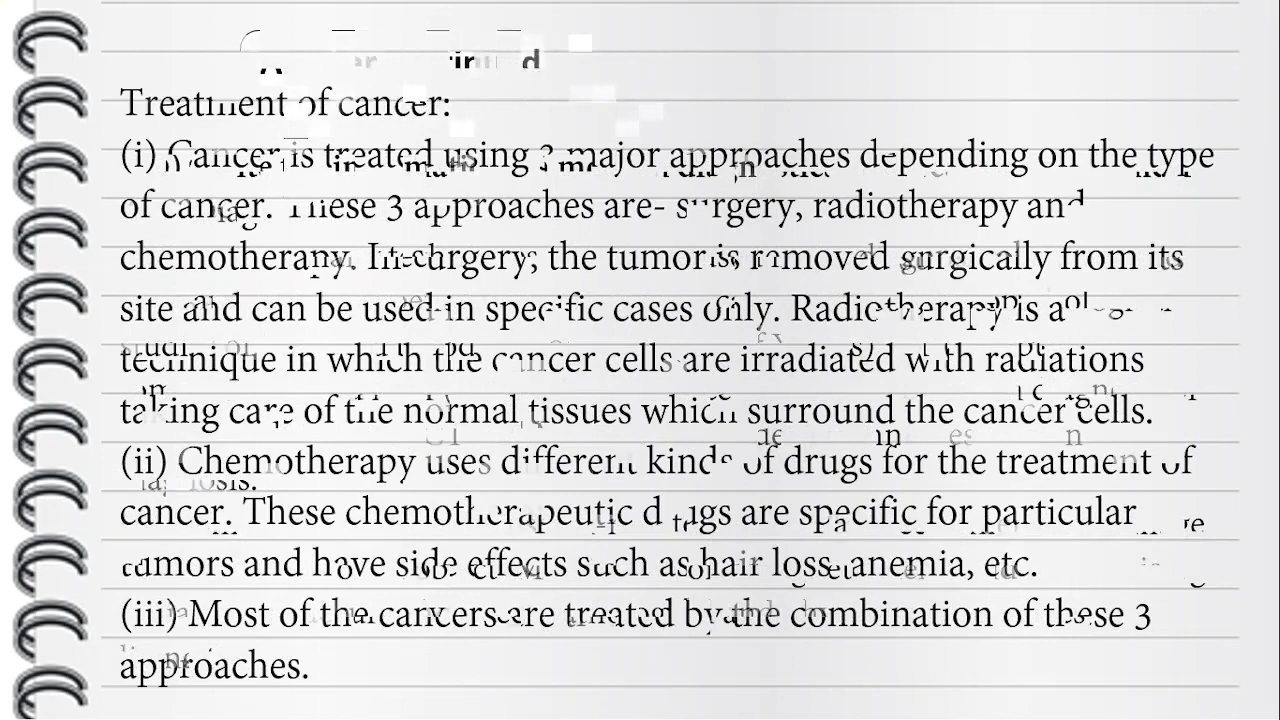 Treatment of cancer:
(i) Cancer is treated using 3 major approaches depending on the type
of cancer. These 3 approaches are- surgery, radiotherapy and
chemotherapy. In surgery, the tumor is removed surgically from its
site and can be used in specific cases only. Radiotherapy is a
technique in which the cancer cells are irradiated with radiations
taking care of the normal tissues which surround the cancer cells.
(ii) Chemotherapy uses different kinds of drugs for the treatment of
cancer. These chemotherapeutic drugs are specific for particular
tumors and have side effects such as hair loss, anemia, etc.
(iii) Most of the cancers are treated by the combination of these 3
approaches.